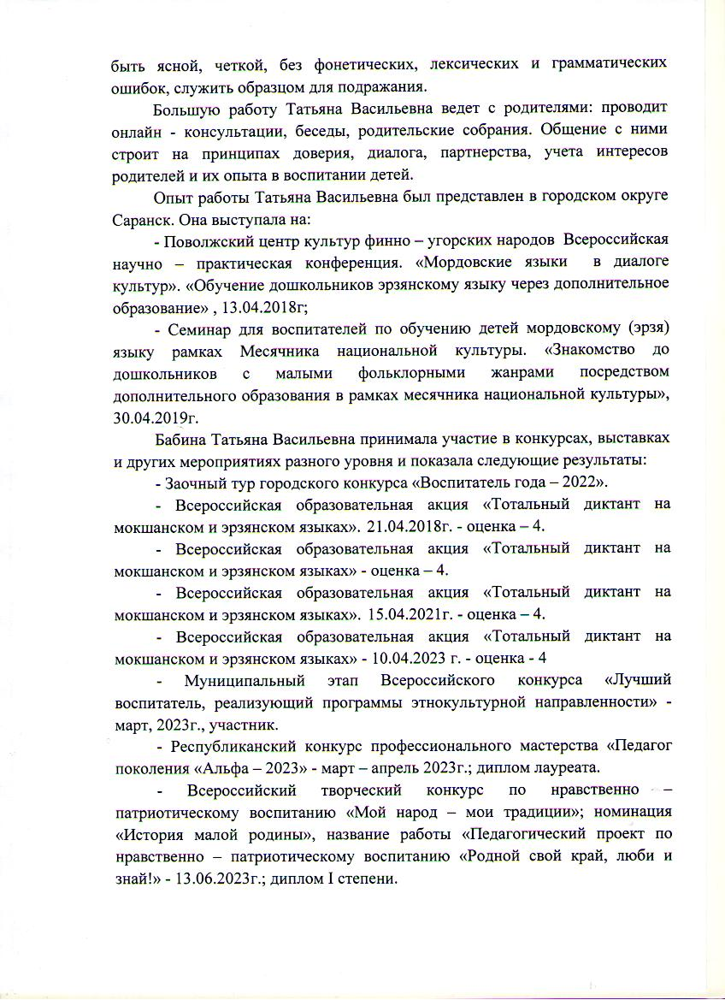 быть ясной, четкой, без фонетических, лексических и грамматических
ошибок, служить образцом для подражания.
Большую работу Татьяна Васильевна ведет с родителями: проводит
онлайн - консультации, беседы, родительские собрания. Общение с ними
строит на принципах доверия, диалога, партнерства, учета интересов
родителей и их опыта в воспитании детей.
Опыт работы Татьяна Васильевна был представлен в городском округе
Саранск. Она выступала на:
- Поволжский центр культур финно – угорских народов Всероссийская
научно – практическая конференция. «Мордовские языки в диалоге
культур». «Обучение дошкольников эрзянскому языку через дополнительное
образование» , 13.04.2018г;
- Семинар для воспитателей по обучению детей мордовскому (эрзя)
языку рамках Месячника национальной культуры. «Знакомство до
дошкольников с малыми фольклорными жанрами посредством
дополнительного образования в рамках месячника национальной культуры»,
30.04.2019г.
Бабина Татьяна Васильевна принимала участие в конкурсах, выставках
и других мероприятиях разного уровня и показала следующие результаты:
- Заочный тур городского конкурса «Воспитатель года – 2022».
- Всероссийская образовательная акция «Тотальный диктант на
мокшанском и эрзянском языках». 21.04.2018г. - оценка – 4.
- Всероссийская образовательная акция «Тотальный диктант на
мокшанском и эрзянском языках» - оценка – 4.
- Всероссийская образовательная акция «Тотальный диктант на
мокшанском и эрзянском языках». 15.04.2021г. - оценка – 4.
- Всероссийская образовательная акция «Тотальный диктант на
мокшанском и эрзянском языках» - 10.04.2023 г. - оценка - 4
- Муниципальный этап Всероссийского конкурса «Лучший
воспитатель, реализующий программы этнокультурной направленности» -
март, 2023г., участник.
- Республиканский конкурс профессионального мастерства «Педагог
поколения «Альфа – 2023» - март – апрель 2023г.; диплом лауреата.
- Всероссийский творческий конкурс по нравственно –
патриотическому воспитанию «Мой народ – мои традиции»; номинация
«История малой родины», название работы «Педагогический проект по
нравственно – патриотическому воспитанию «Родной свой край, люби и
знай!» - 13.06.2023г.; диплом I степени.